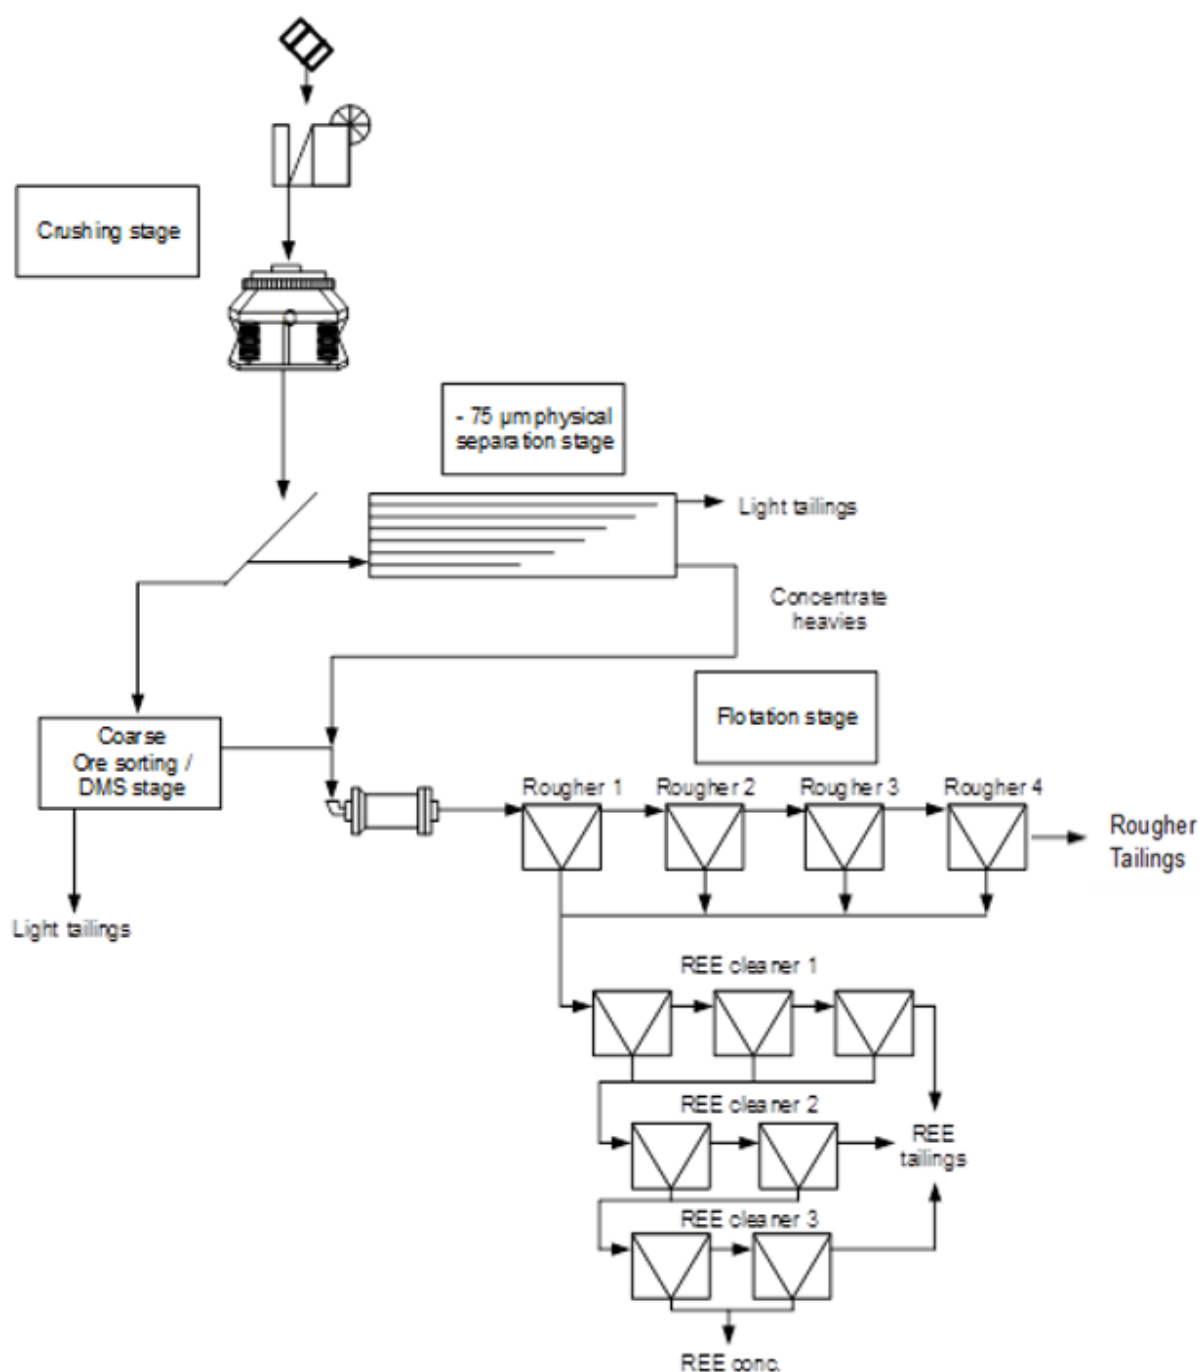 Crushing stage
- 75 µm physical
separation stage
Light tailings
Concentrate
heavies
Flotation stage
Coarse
Ore sorting /
DMS stage
Rougher 1
Rougher 2
Rougher 3
Rougher 4
Rougher
Tailings
Light tailings
REE cleaner 1
REE cleaner 2
REE
tailings
REE cleaner 3
REE conc.